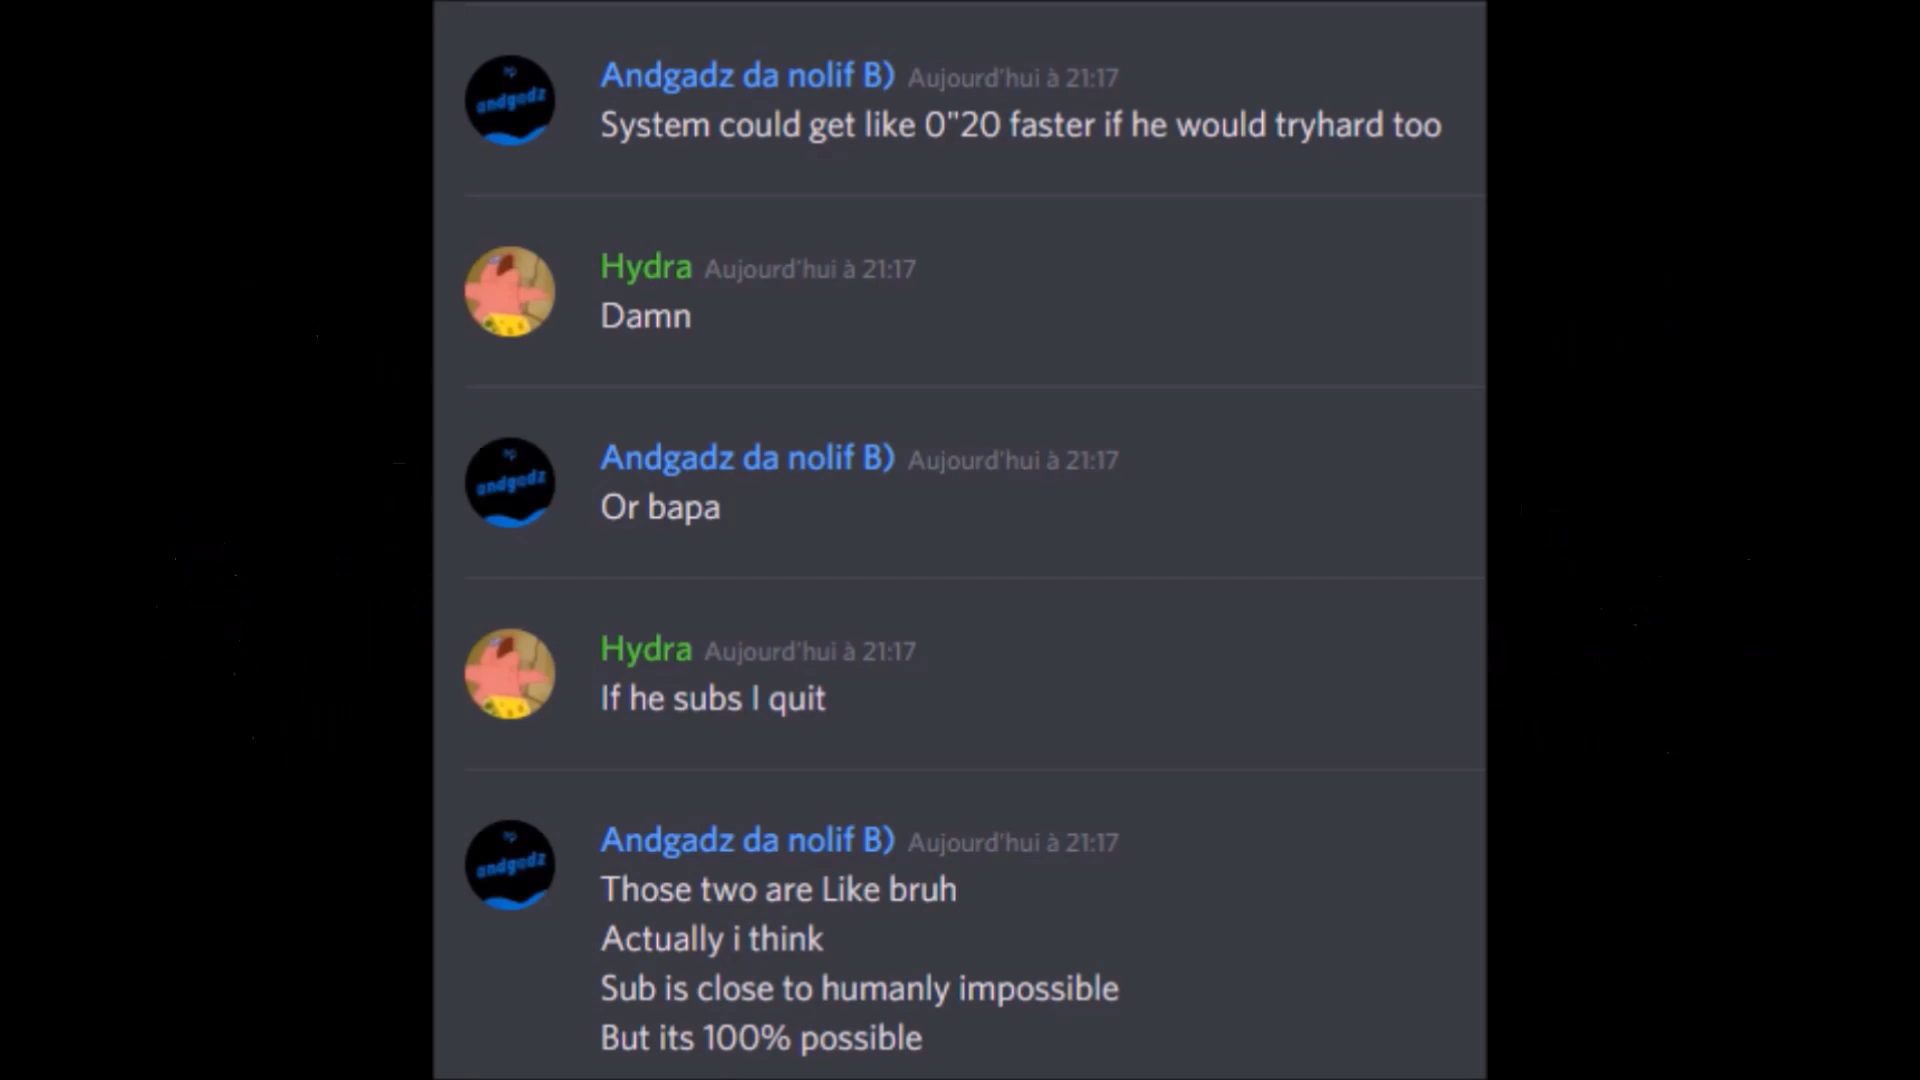 Andgadz da nolif B) Aujourd'hui à 21:17
andgadz
System could get like 0"20 faster if he would tryhard too
Hydra Aujourd'hui à 21:17
Damn
Andgadz da nolif B) Aujourd'hui à 21:17
andgadz
Or bapa
Hydra Aujourd'hui à 21:17
If he subs I quit
Andgadz da nolif B) Aujourd'hui à 21:17
andgadz
Those two are Like bruh
Actually i think
Sub is close to humanly impossible
But its 100% possible